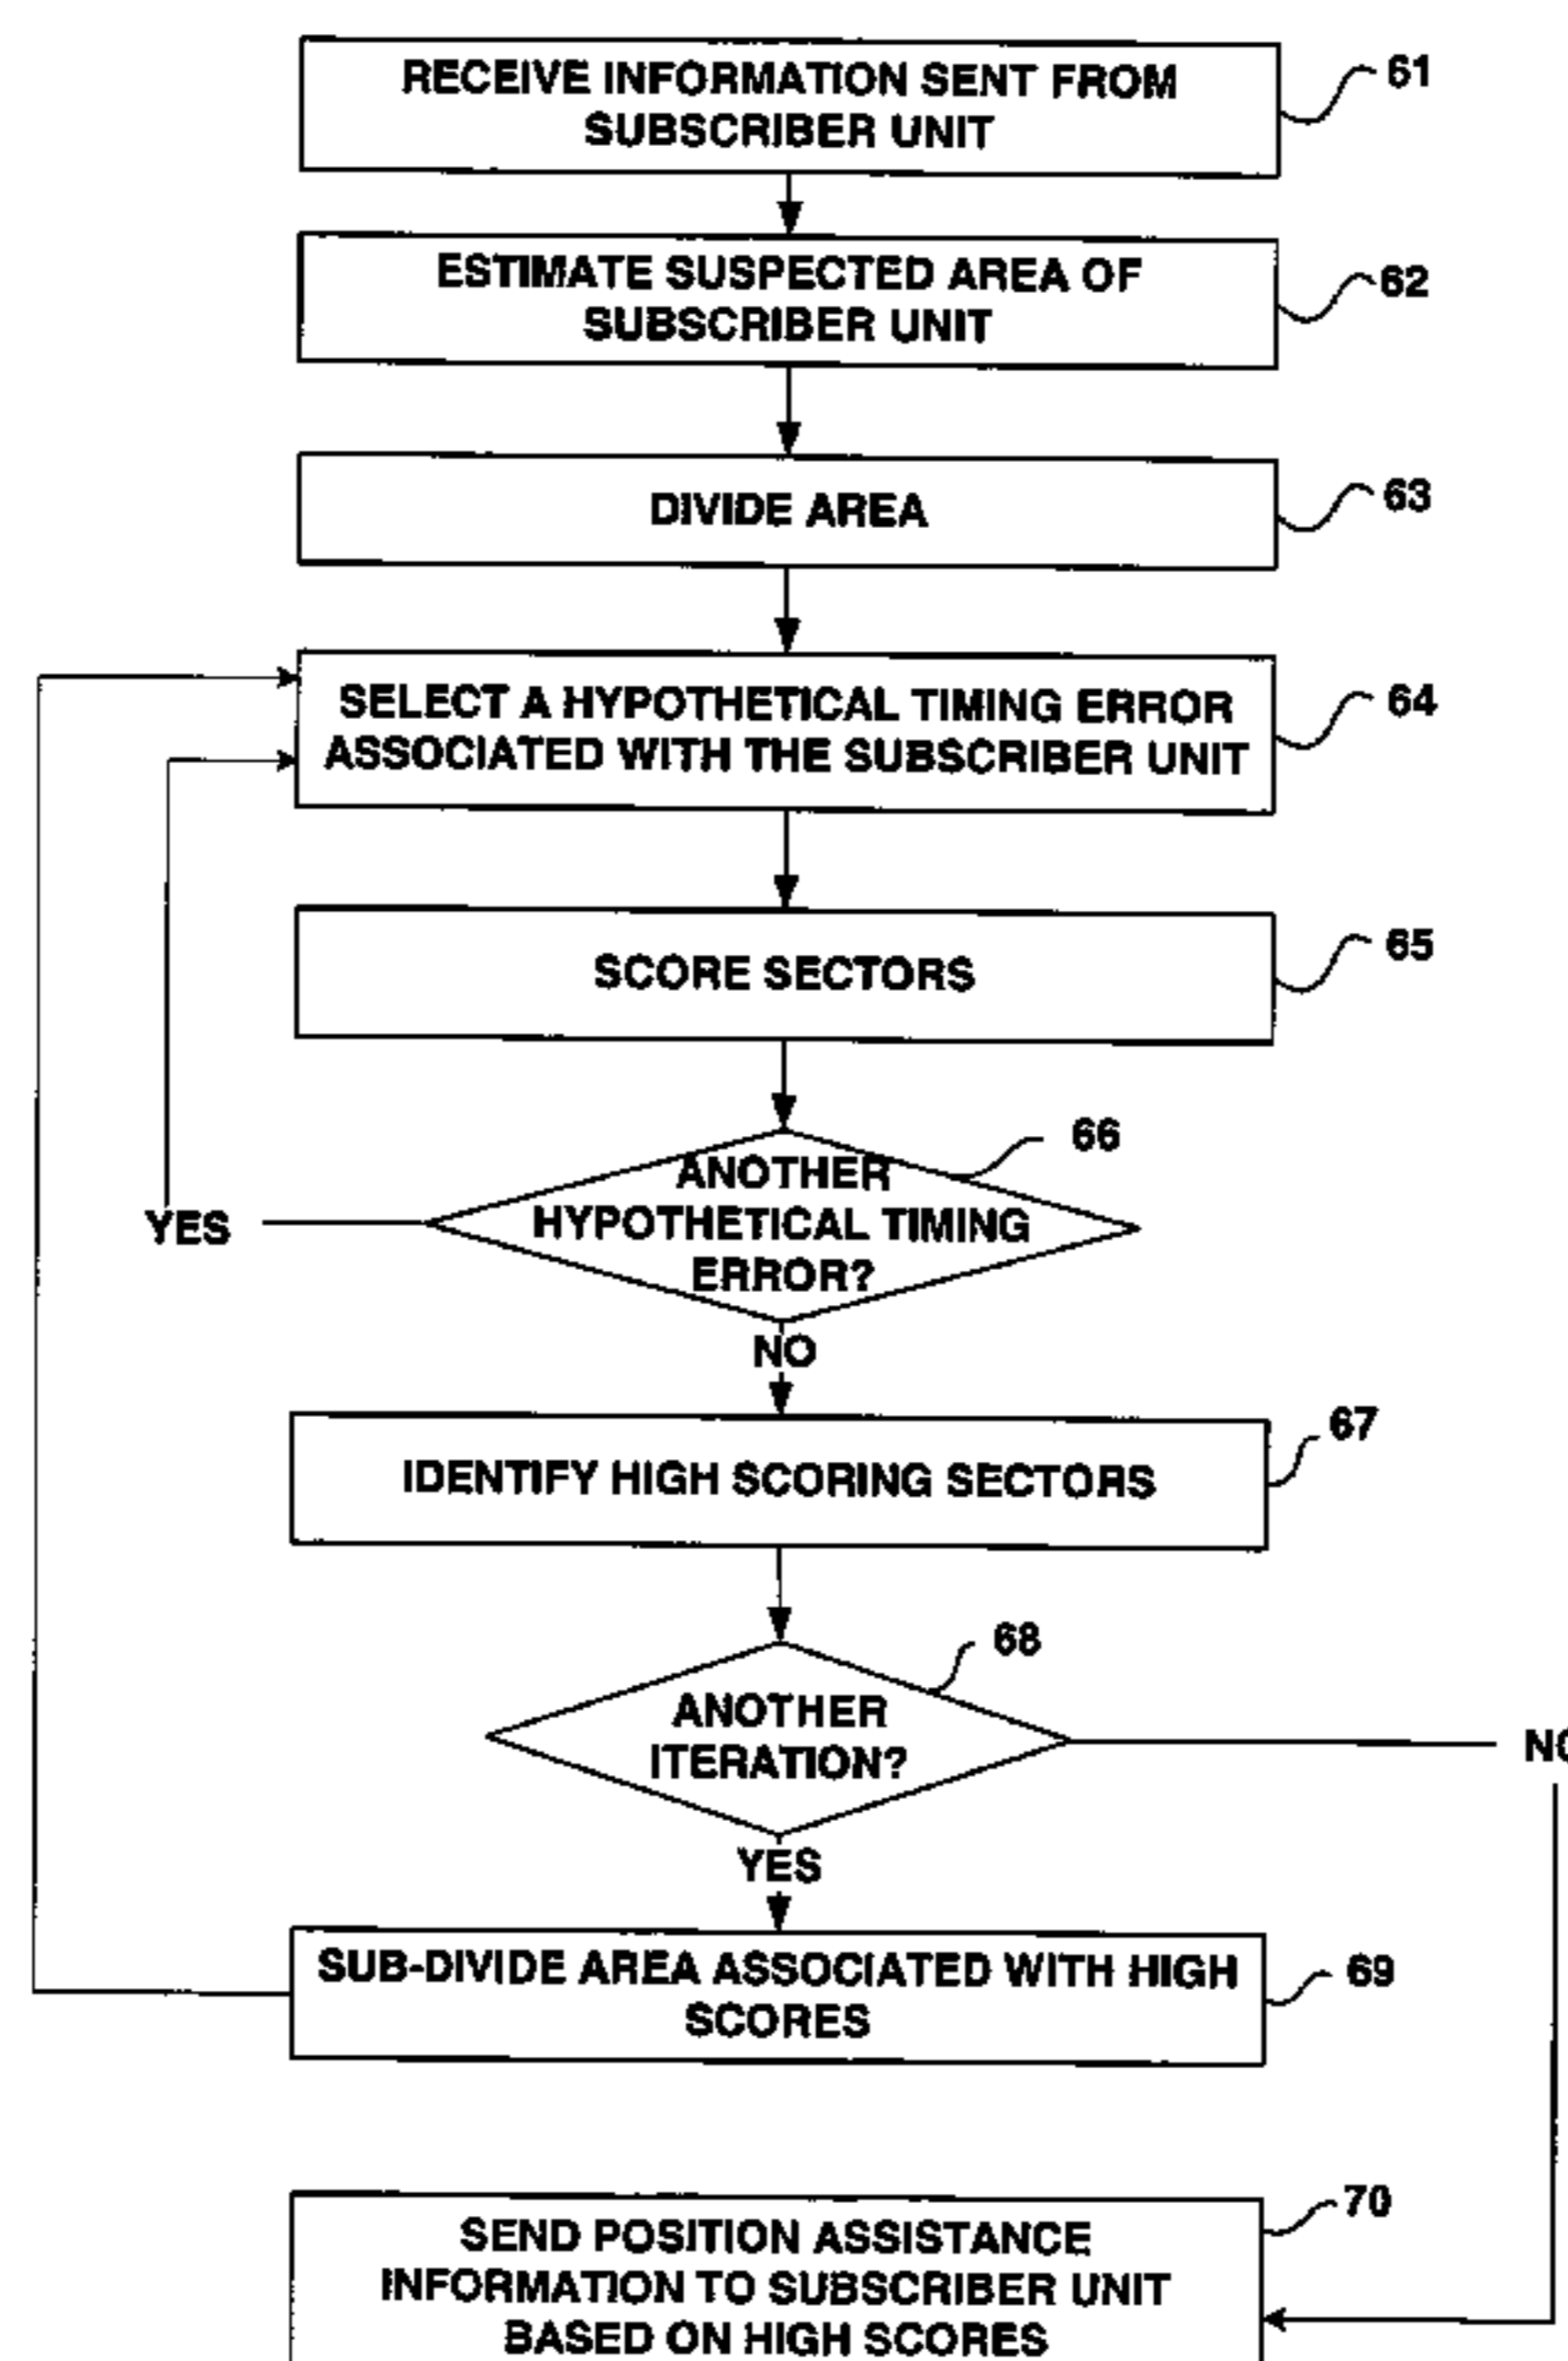 RECEIVE INFORMATION SENT FROM
SUBSCRIBER UNIT
61
ESTIMATE SUSPECTED AREA OF
SUBSCRIBER UNIT
62
DIVIDE AREA
63
SELECT A HYPOTHETICAL TIMING ERROR
ASSOCIATED WITH THE SUBSCRIBER UNIT
64
SCORE SECTORS
65
66
ANOTHER
HYPOTHETICAL TIMING
ERROR?
YES
NO
IDENTIFY HIGH SCORING SECTORS
67
68
ANOTHER
ITERATION?
NO
YES
SUB-DIVIDE AREA ASSOCIATED WITH HIGH
SCORES
69
70
SEND POSITION ASSISTANCE
INFORMATION TO SUBSCRIBER UNIT
BASED ON HIGH SCORES